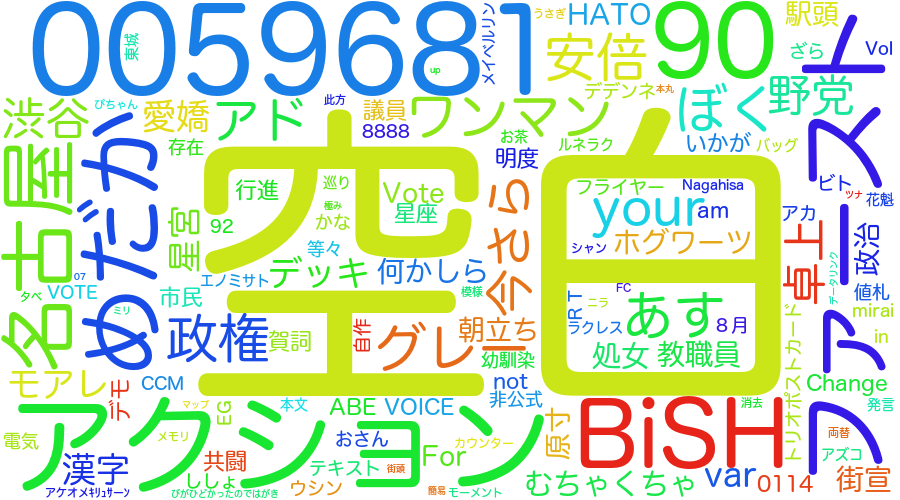 0059681
90
HATO
うさぎ
メイベルリン
東城
up
安倍
駅頭
ざら
Vol
ぴちゃん
此方
デデンネ
本丸
渋谷
愛嬌
アド
議員
8888
ワンマン
ぼく
野党
ファースト
存在
お茶
ルネラク
いかが
バッグ
名古屋
めだか
空白
行進
巡り
極み
かな
Vote
星座
明度
フライヤー
Nagahisa
ビト
ツナ
花魁
星宮
92
等々
your
am
アカ
政治
今さら
シャン
ホグワーツ
卓上
データリンク
07
エノミサト
デッキ
何かしら
タペ
VOTE
市民
模様
RT
ニラ
FC
値札
ミリ
政権
賀詞
自作
グレー
朝立ち
ラクレス
あす
8月
mirai
in
幼馴染
処女
教職員
トリオポストカード
モアレ
デモ
CCM
not
非公式
Change
アクション
マップ
EG
本文
ABE
VOICE
原寸
BiSH
消去
発言
電気
メモリ
おさん
For
カウンター
両替
漢字
共闘
テキスト
街頭
アズコ
ししょ
ウシン
簡易
モーメント
むちゃくちゃ
var
0114
街宣
アケオメキリュサーン
びがひどかったのではがき